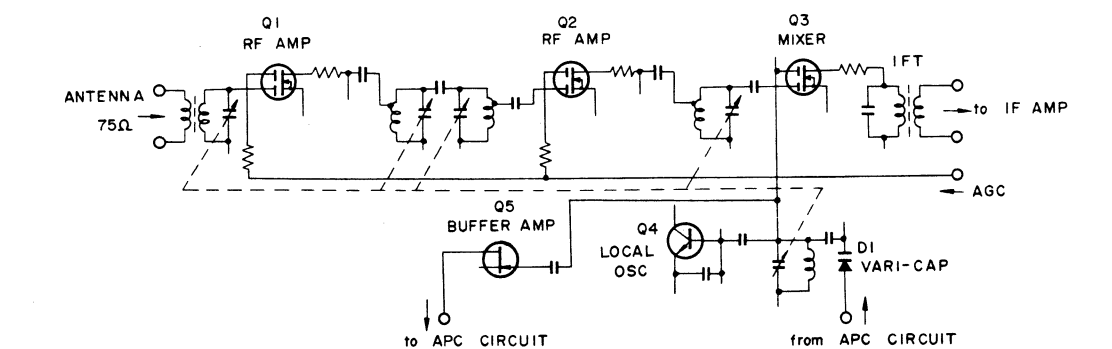 Q1
RF AMP
Q2
RF AMP
Q3
MIXER
1FT
ANTENNA
75Ω
to IF AMP
AGC
Q5
BUFFER AMP
Q4
LOCAL
OSC
D1
VARI-CAP
to APC CIRCUIT
from APC CIRCUIT